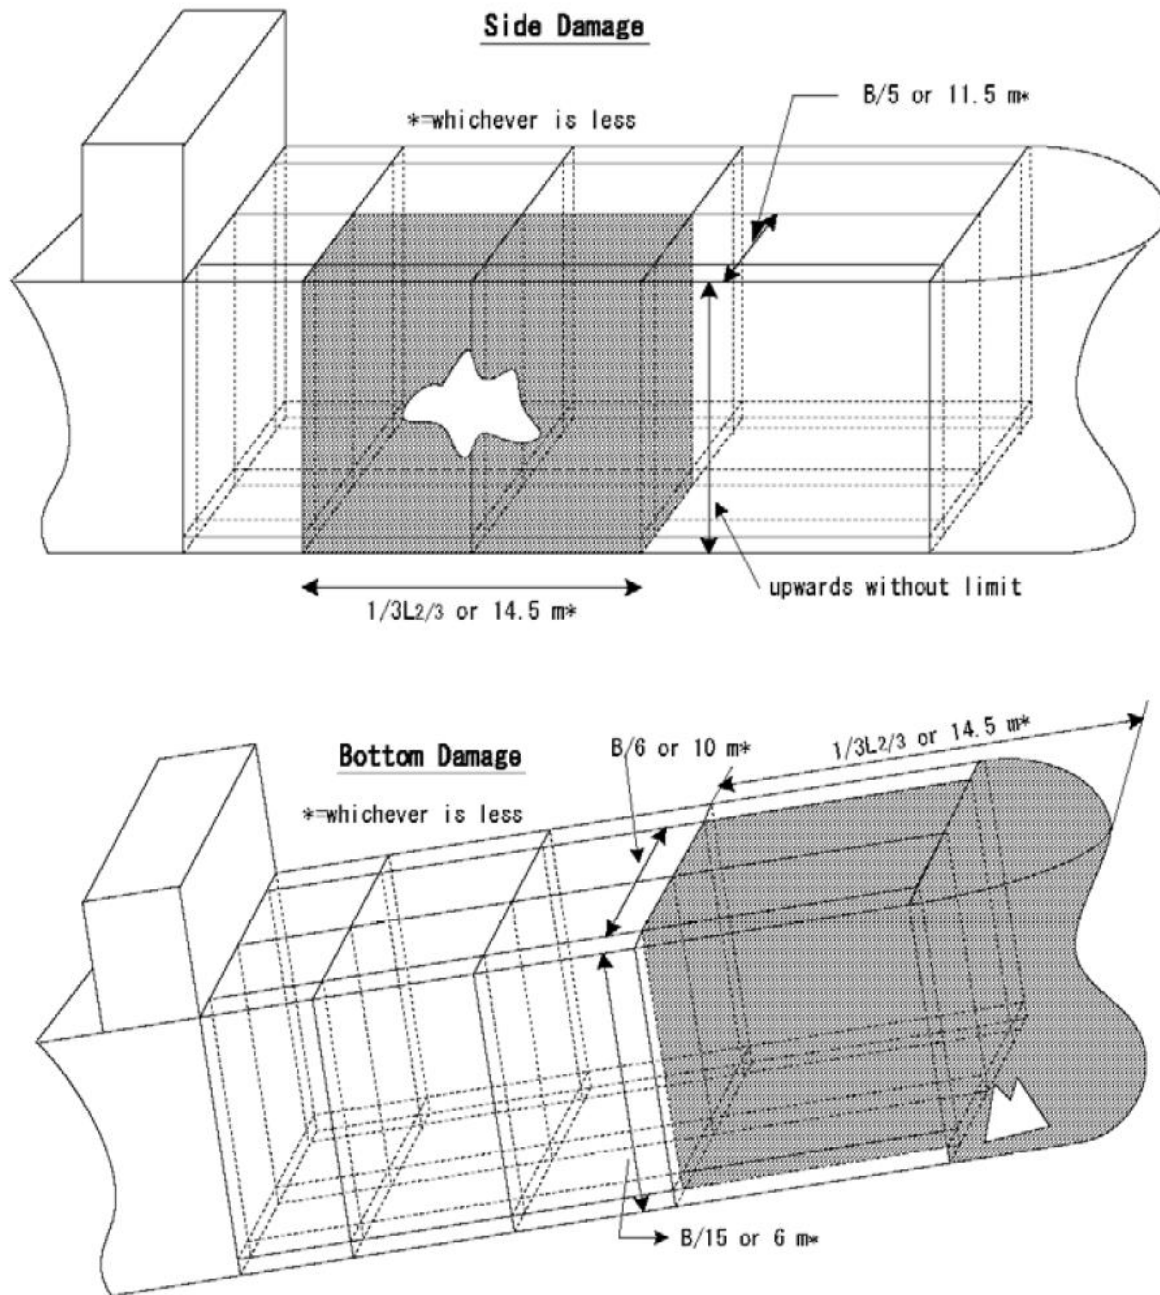 Side Damage
B/5 or 11.5 m*
*=whichever is less
upwards without limit
1/3L2/3 or 14.5 m*
1/3L2/3 or 14.5 m*
B/6 or 10 m*
Bottom Damage
*=whichever is less
B/15 or 6 m*